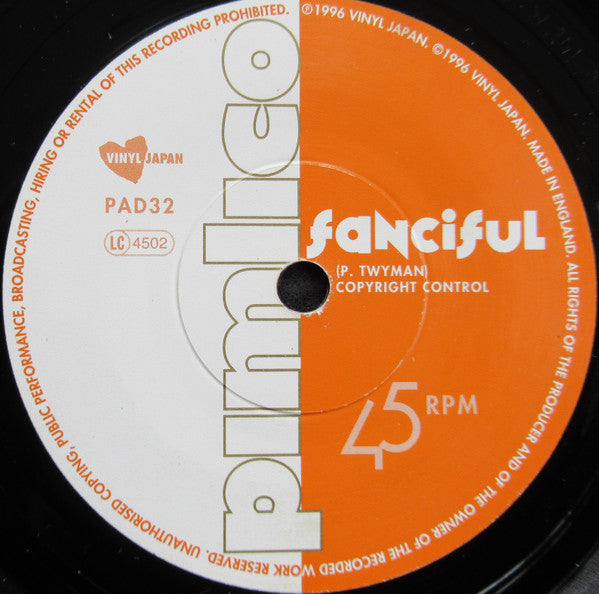 ℗1996 VINYL JAPAN. ©1996 VINYL JAPAN. MADE IN ENGLAND. ALL RIGHTS OF THE PRODUCER AND OF THE OWNER OF THE RECORDED WORK RESERVED. UNAUTHORISED COPYING, PUBLIC PERFORMANCE, BROADCASTING, HIRING OR RENTAL OF THIS RECORDING PROHIBITED.
VINYL JAPAN
PAD32
LC 4502
pimlico
fanciful
(P. TWYMAN)
COPYRIGHT CONTROL
45 RPM